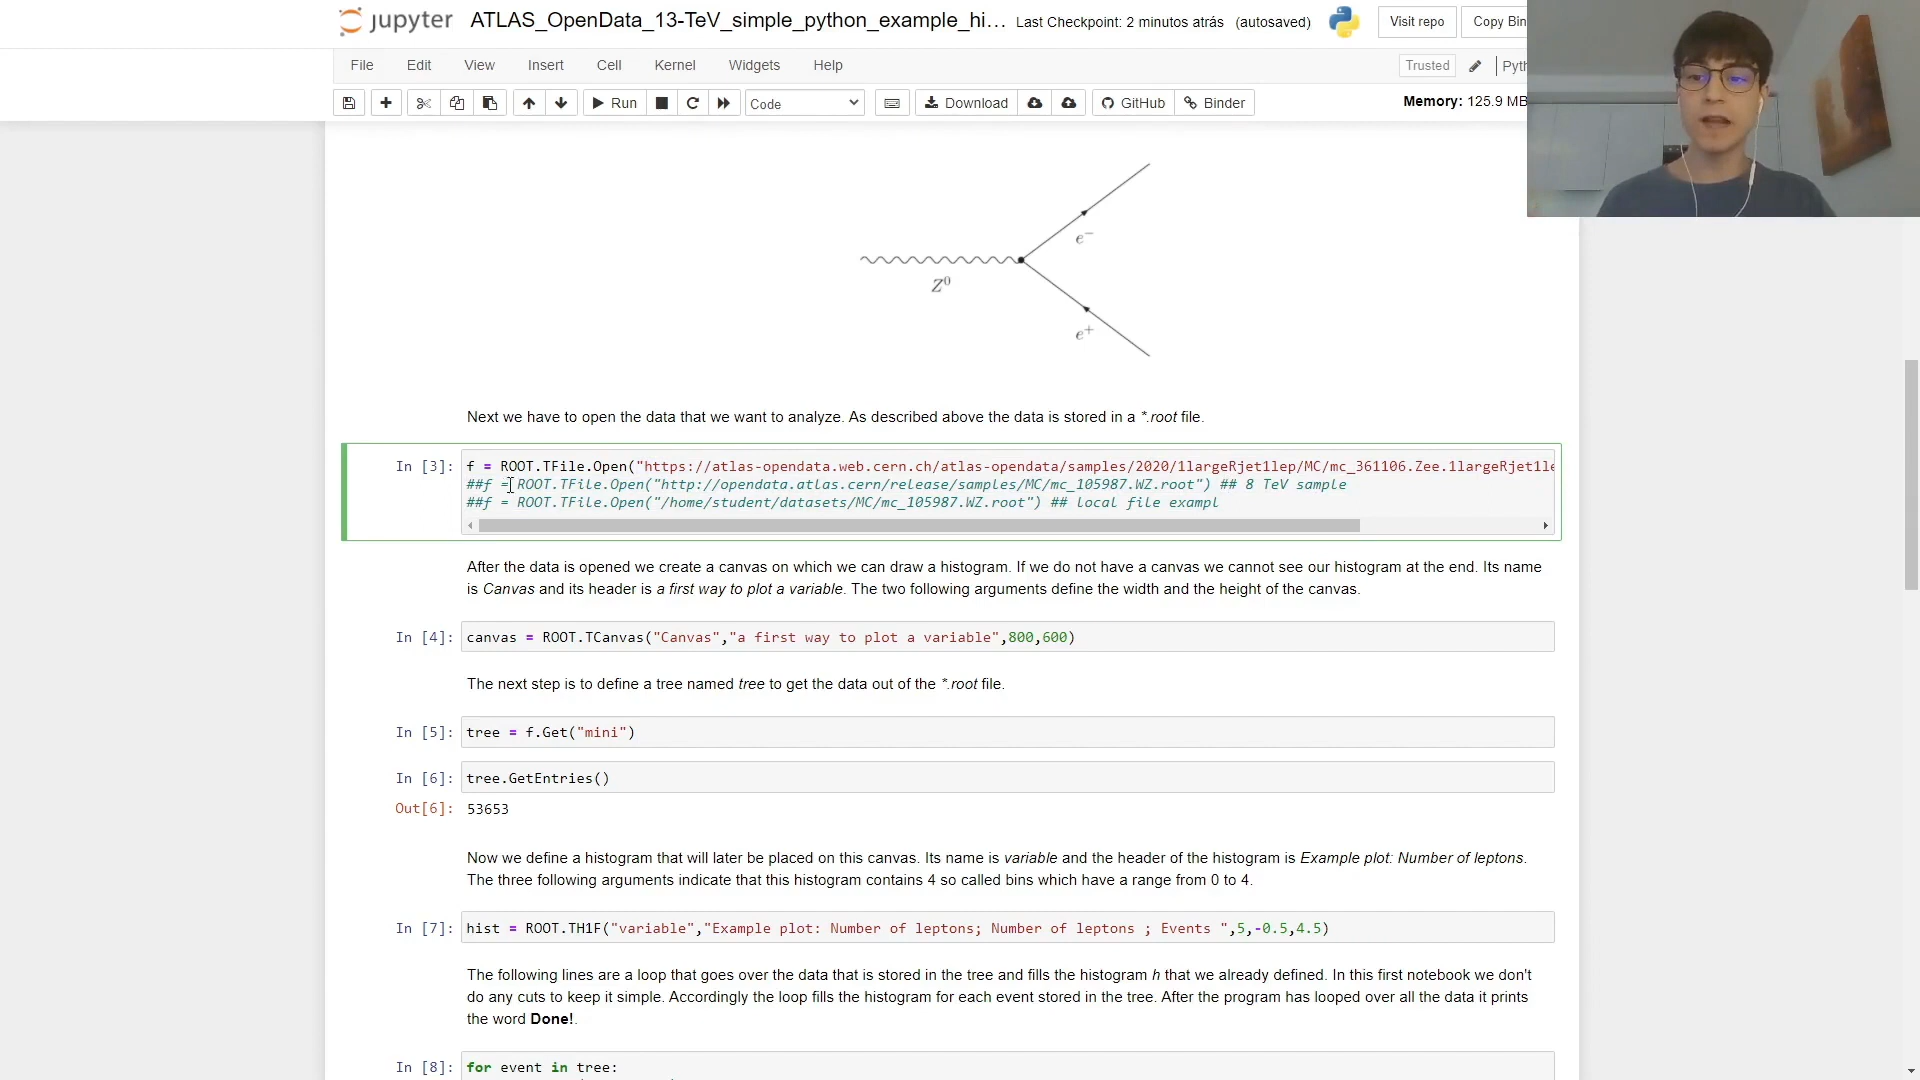 jupyter ATLAS_OpenData_13-TeV_simple_python_example_hi... Last Checkpoint: 2 minutos atrás (autosaved) Visit repo Copy Bin
File Edit View Insert Cell Kernel Widgets Help Trusted Pyth
Run Code Download GitHub Binder Memory: 125.9 MB
Z⁰
e⁻
e⁺
Next we have to open the data that we want to analyze. As described above the data is stored in a *.root file.
In [3]: f = ROOT.TFile.Open("https://atlas-opendata.web.cern.ch/atlas-opendata/samples/2020/1largeRjet1lep/MC/mc_361106.Zee.1largeRjet1le
##f = ROOT.TFile.Open("http://opendata.atlas.cern/release/samples/MC/mc_105987.WZ.root") ## 8 TeV sample
##f = ROOT.TFile.Open("/home/student/datasets/MC/mc_105987.WZ.root") ## local file exampl
After the data is opened we create a canvas on which we can draw a histogram. If we do not have a canvas we cannot see our histogram at the end. Its name
is Canvas and its header is a first way to plot a variable. The two following arguments define the width and the height of the canvas.
In [4]: canvas = ROOT.TCanvas("Canvas","a first way to plot a variable",800,600)
The next step is to define a tree named tree to get the data out of the *.root file.
In [5]: tree = f.Get("mini")
In [6]: tree.GetEntries()
Out[6]: 53653
Now we define a histogram that will later be placed on this canvas. Its name is variable and the header of the histogram is Example plot: Number of leptons.
The three following arguments indicate that this histogram contains 4 so called bins which have a range from 0 to 4.
In [7]: hist = ROOT.TH1F("variable","Example plot: Number of leptons; Number of leptons ; Events ",5,-0.5,4.5)
The following lines are a loop that goes over the data that is stored in the tree and fills the histogram h that we already defined. In this first notebook we don't
do any cuts to keep it simple. Accordingly the loop fills the histogram for each event stored in the tree. After the program has looped over all the data it prints
the word Done!.
In [8]: for event in tree: